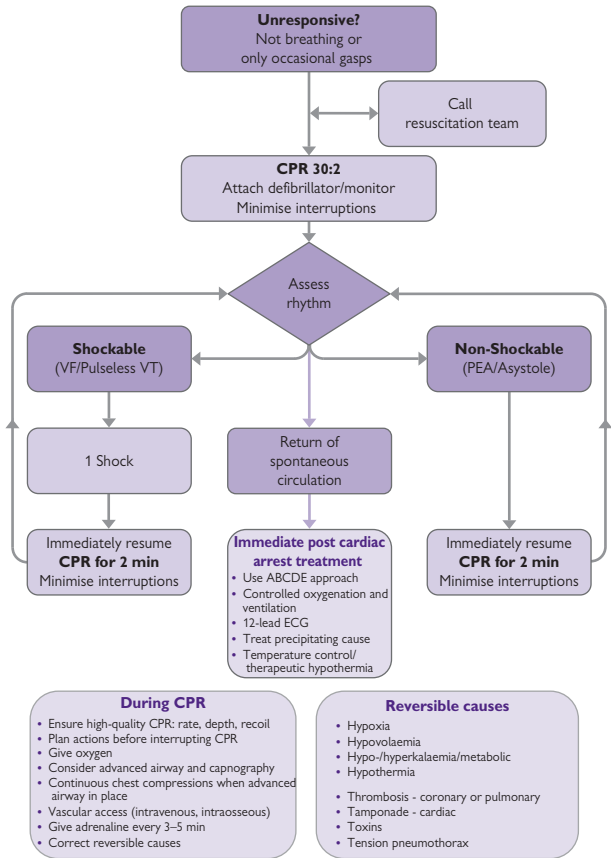 Unresponsive?
Not breathing or
only occasional gasps
Call
resuscitation team
CPR 30:2
Attach defibrillator/monitor
Minimise interruptions
Assess
rhythm
Shockable
(VF/Pulseless VT)
Non-Shockable
(PEA/Asystole)
1 Shock
Return of
spontaneous
circulation
Immediately resume
CPR for 2 min
Minimise interruptions
Immediate post cardiac
arrest treatment
• Use ABCDE approach
• Controlled oxygenation and
ventilation
• 12-lead ECG
• Treat precipitating cause
• Temperature control/
therapeutic hypothermia
Immediately resume
CPR for 2 min
Minimise interruptions
During CPR
• Ensure high-quality CPR: rate, depth, recoil
• Plan actions before interrupting CPR
• Give oxygen
• Consider advanced airway and capnography
• Continuous chest compressions when advanced
airway in place
• Vascular access (intravenous, intraosseous)
• Give adrenaline every 3–5 min
• Correct reversible causes
Reversible causes
• Hypoxia
• Hypovolaemia
• Hypo-/hyperkalaemia/metabolic
• Hypothermia
• Thrombosis - coronary or pulmonary
• Tamponade - cardiac
• Toxins
• Tension pneumothorax